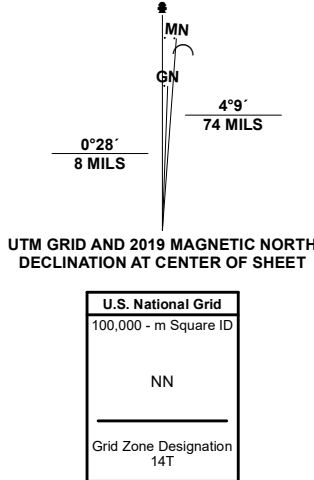 MN
GN
4°9´
74 MILS
0°28´
8 MILS
UTM GRID AND 2019 MAGNETIC NORTH
DECLINATION AT CENTER OF SHEET
U.S. National Grid
100,000 - m Square ID
NN
Grid Zone Designation
14T